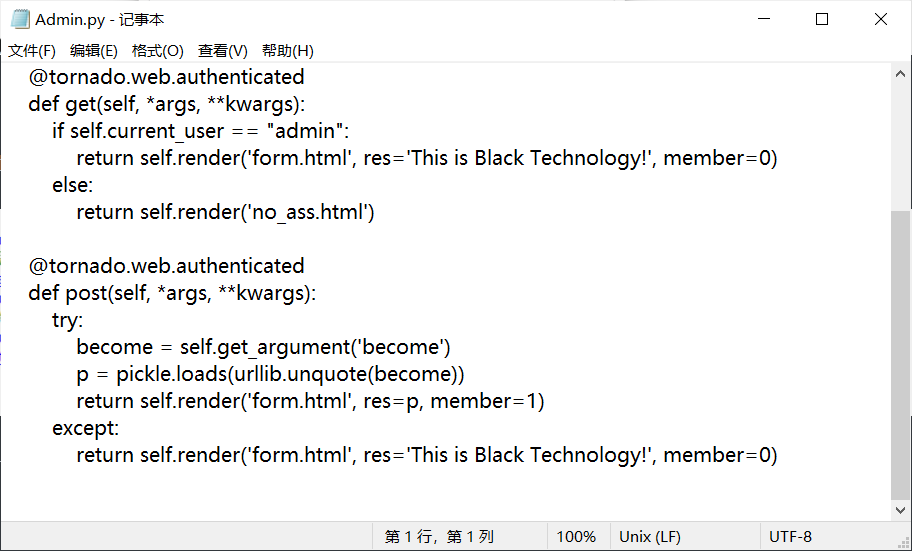 Admin.py - 记事本
文件(F) 编辑(E) 格式(O) 查看(V) 帮助(H)
@tornado.web.authenticated
def get(self, *args, **kwargs):
if self.current_user == "admin":
return self.render('form.html', res='This is Black Technology!', member=0)
else:
return self.render('no_ass.html')
@tornado.web.authenticated
def post(self, *args, **kwargs):
try:
become = self.get_argument('become')
p = pickle.loads(urllib.unquote(become))
return self.render('form.html', res=p, member=1)
except:
return self.render('form.html', res='This is Black Technology!', member=0)
第 1 行，第 1 列 100% Unix (LF) UTF-8